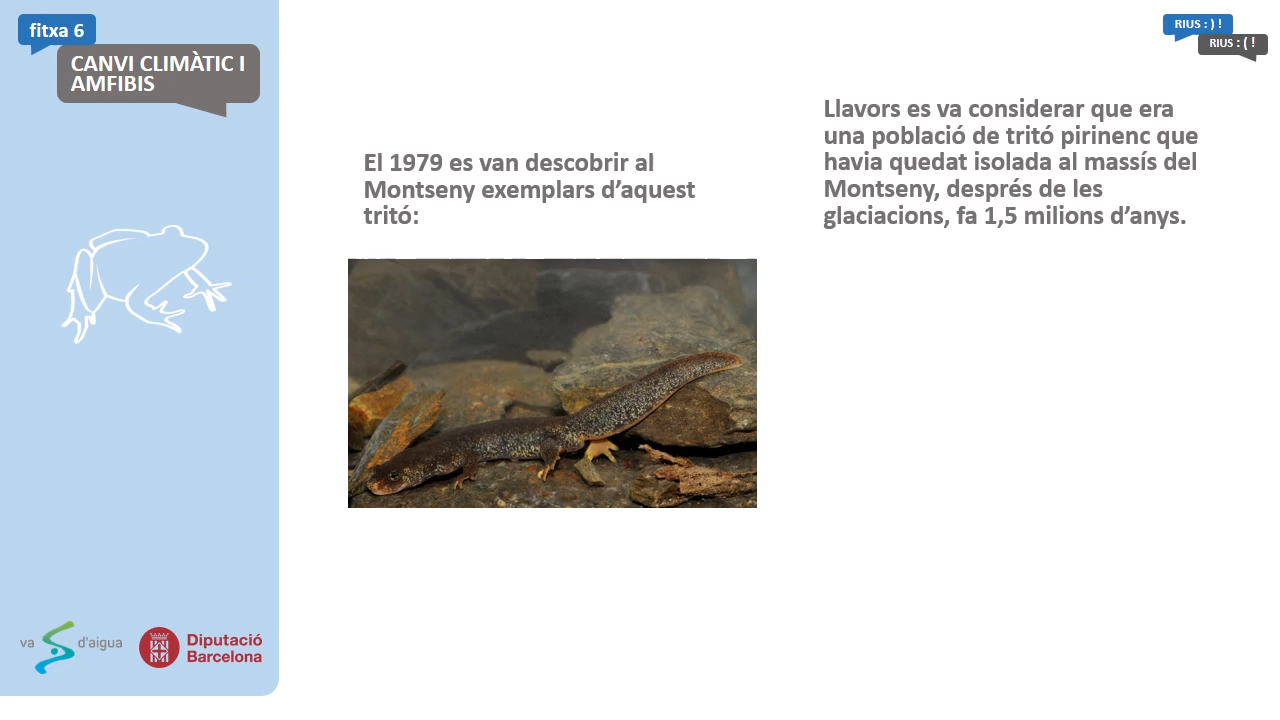 fitxa 6
CANVI CLIMÀTIC I
AMFIBIS
RIUS : ) !
RIUS : ( !
El 1979 es van descobrir al
Montseny exemplars d’aquest
tritó:
Llavors es va considerar que era
una població de tritó pirinenc que
havia quedat isolada al massís del
Montseny, després de les
glaciacions, fa 1,5 milions d’anys.
va d'aigua
Diputació
Barcelona